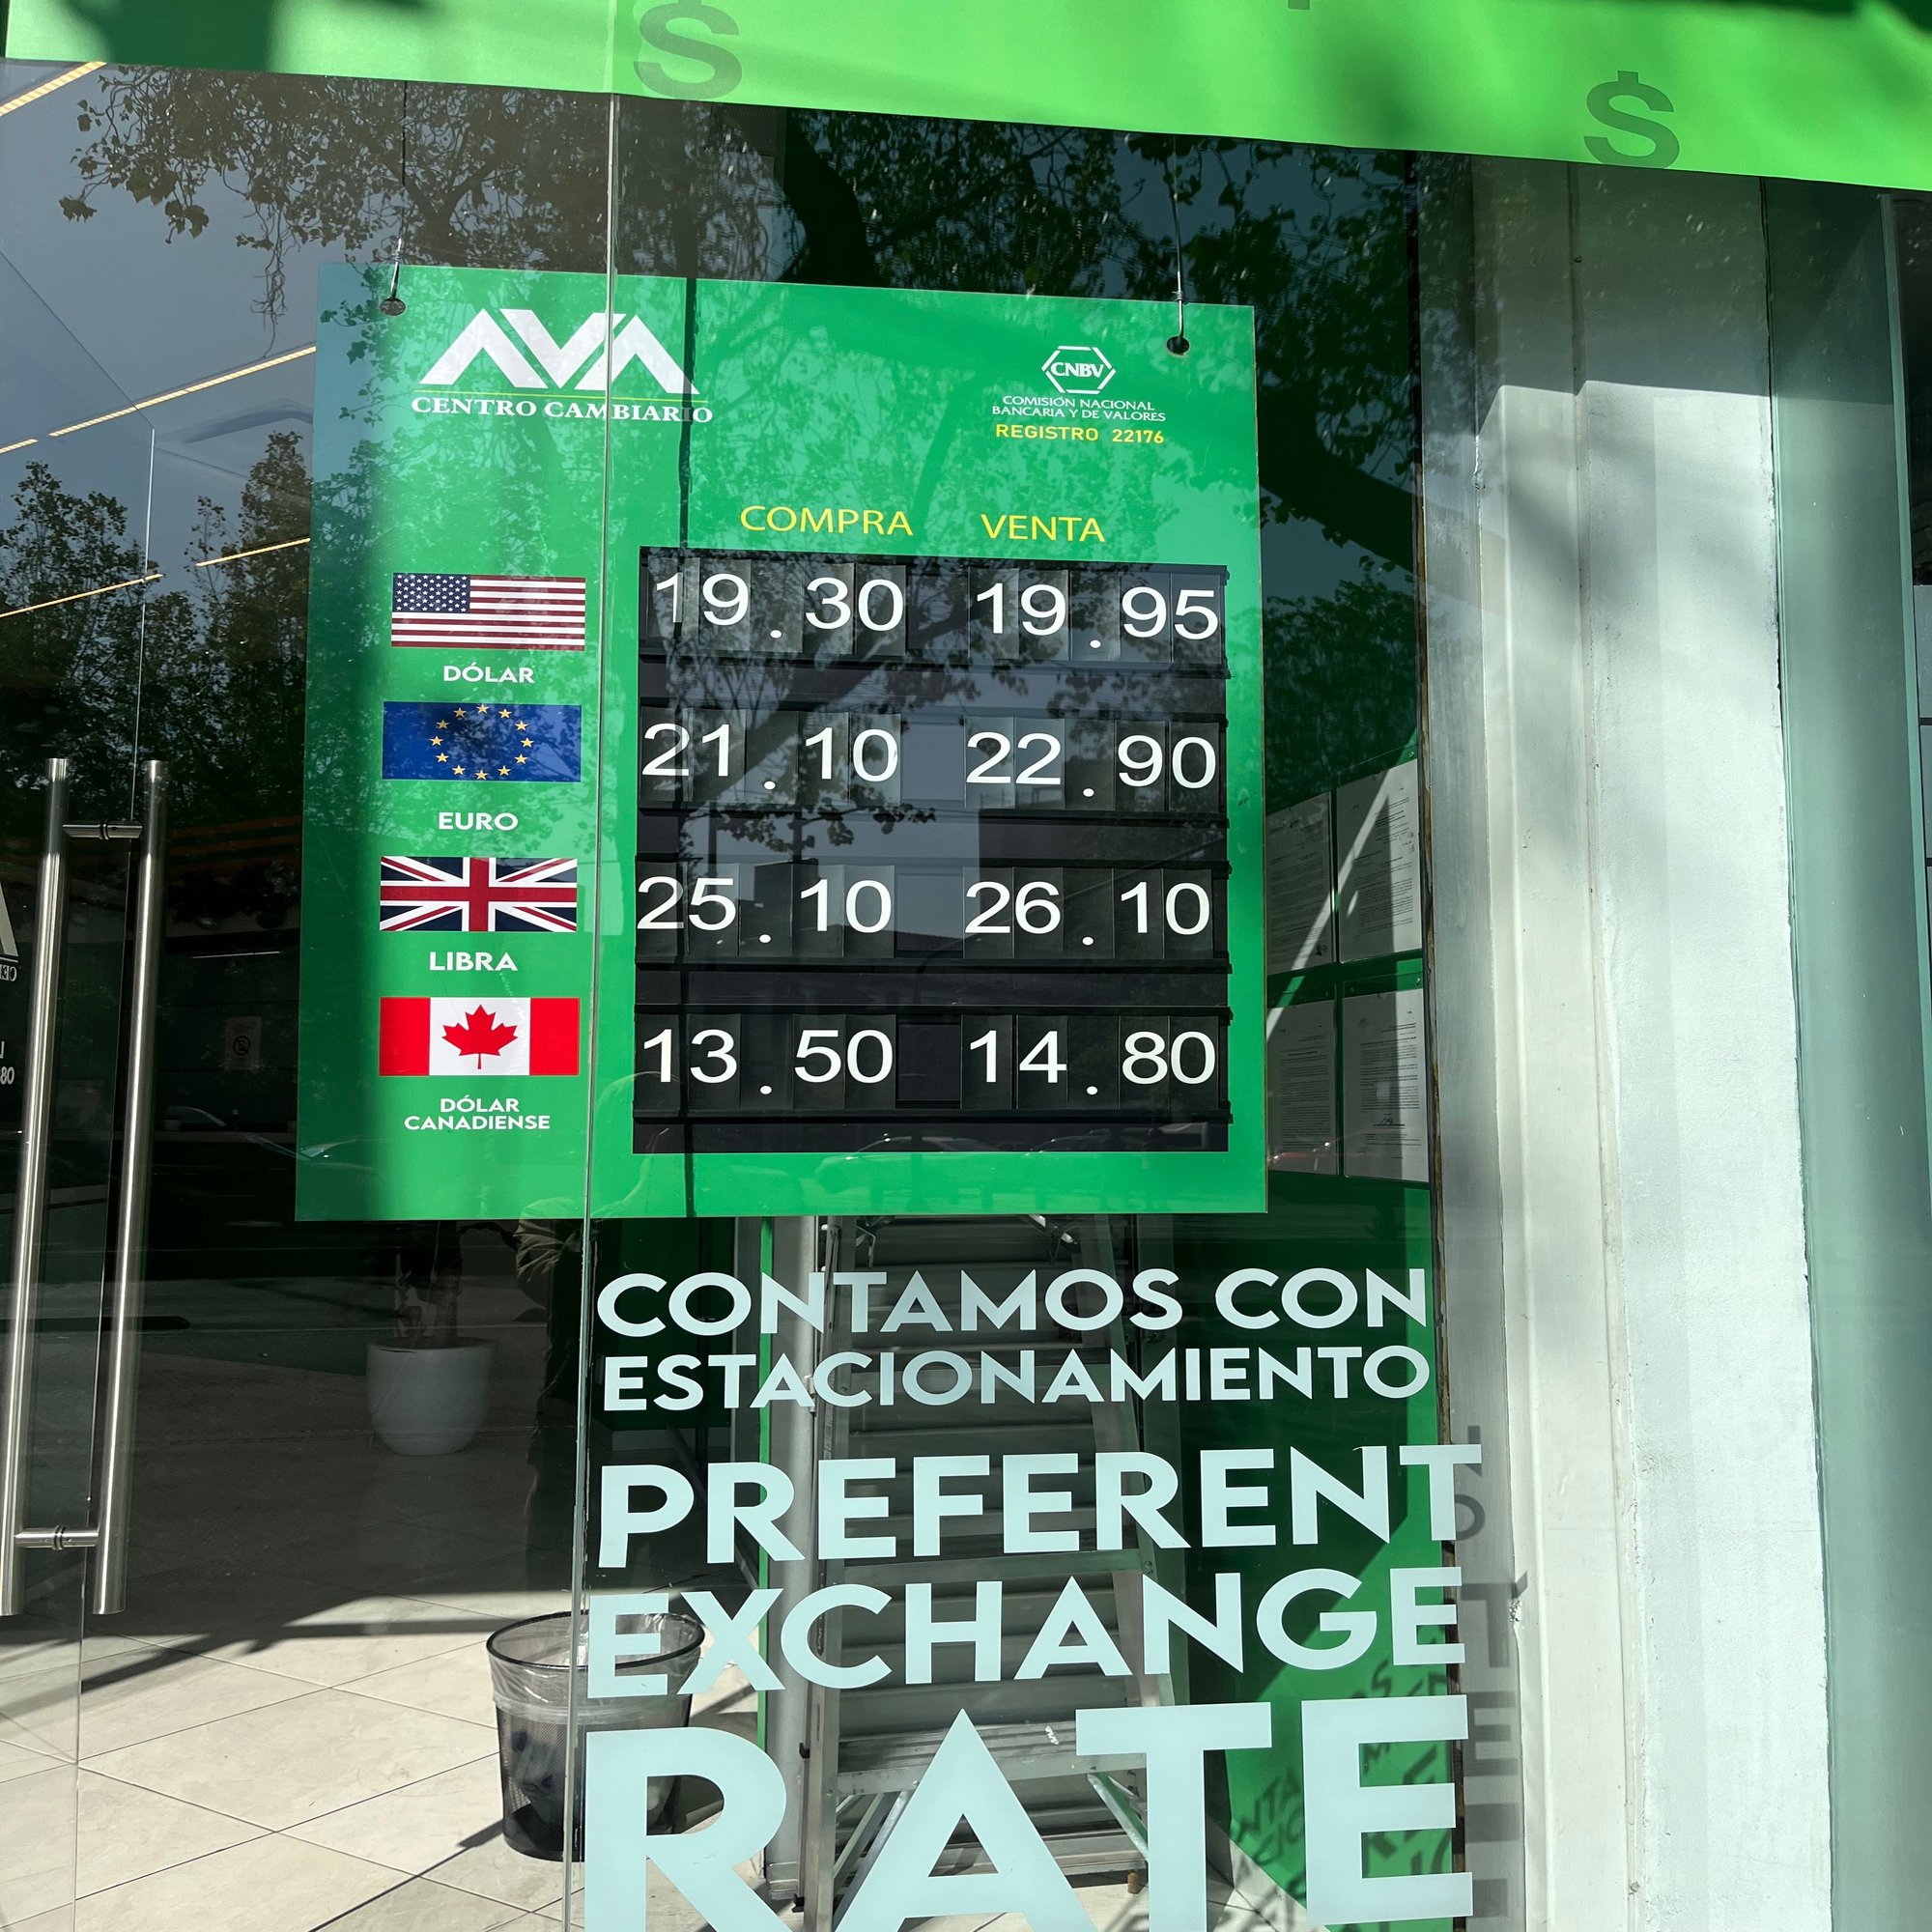 $
$
AVA
CENTRO CAMBIARIO
CNBV
COMISIÓN NACIONAL
BANCARIA Y DE VALORES
REGISTRO 22176
COMPRA VENTA
DÓLAR 19.30 19.95
EURO 21.10 22.90
LIBRA 25.10 26.10
DÓLAR
CANADIENSE 13.50 14.80
CONTAMOS CON
ESTACIONAMIENTO
PREFERENT
EXCHANGE
RATE